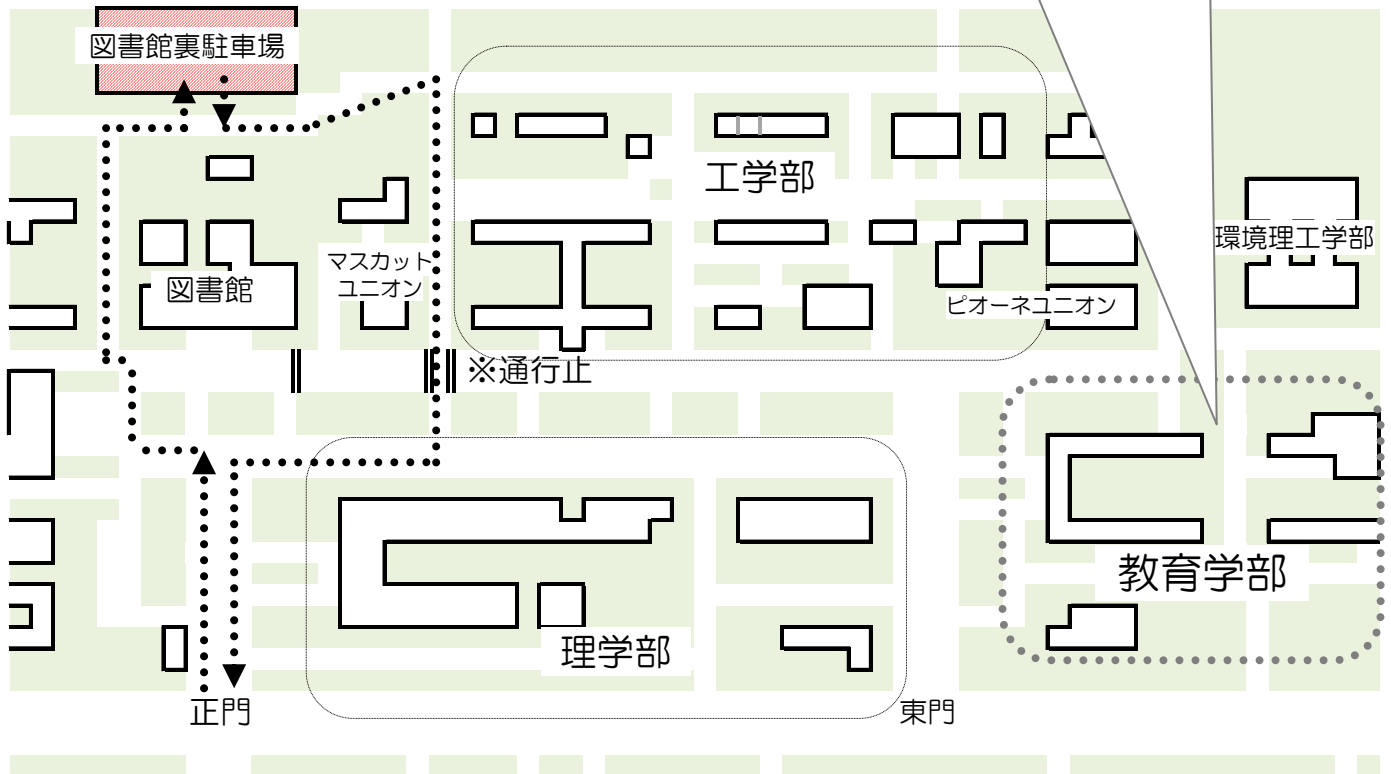 図書館裏駐車場
工学部
環境理工学部
マスカット
ユニオン
図書館
ピオーネユニオン
※通行止
教育学部
理学部
正門
東門